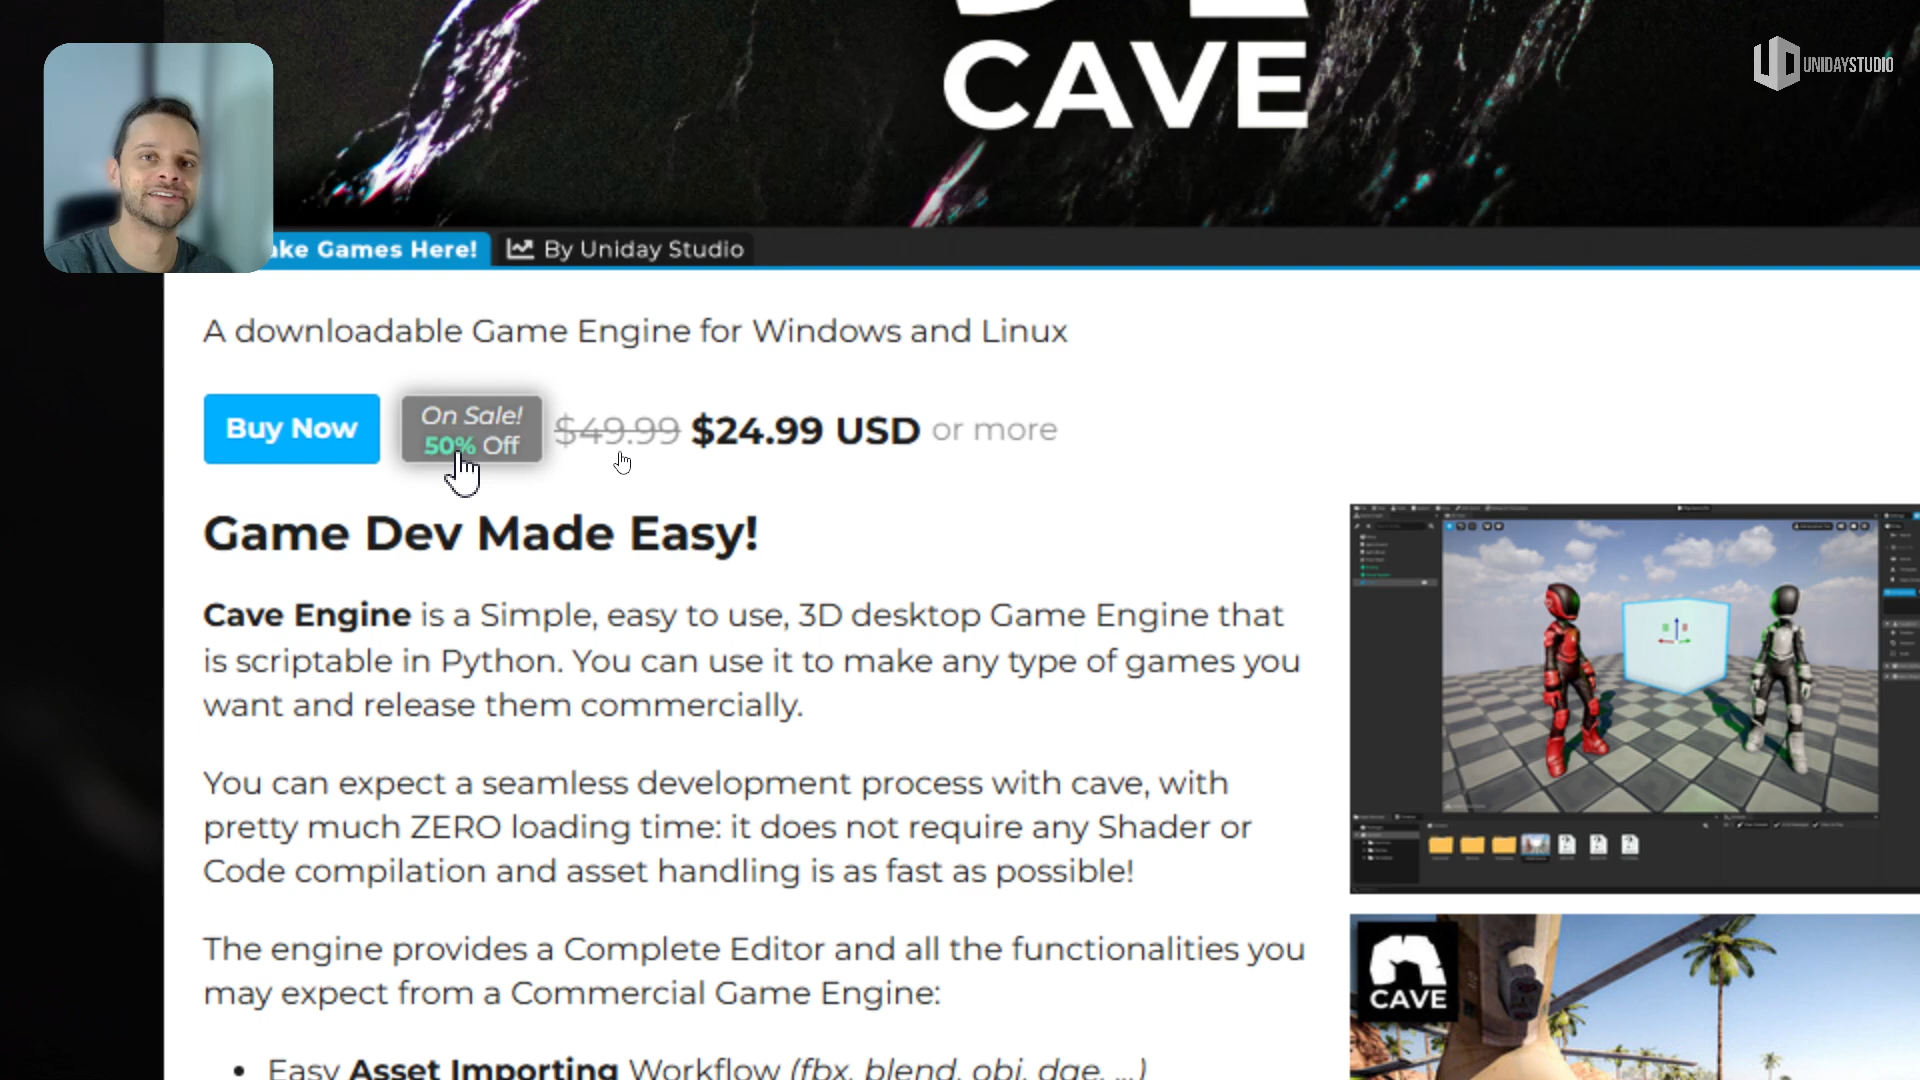 CAVE
UNIDAYSTUDIO
ake Games Here!
By Uniday Studio
A downloadable Game Engine for Windows and Linux
Buy Now
On Sale!
50% Off
$49.99 $24.99 USD or more
Game Dev Made Easy!
Cave Engine is a Simple, easy to use, 3D desktop Game Engine that
is scriptable in Python. You can use it to make any type of games you
want and release them commercially.
You can expect a seamless development process with cave, with
pretty much ZERO loading time: it does not require any Shader or
Code compilation and asset handling is as fast as possible!
The engine provides a Complete Editor and all the functionalities you
may expect from a Commercial Game Engine:
• Easy Asset Importing Workflow (fbx, blend, obj, dae, ...)
CAVE